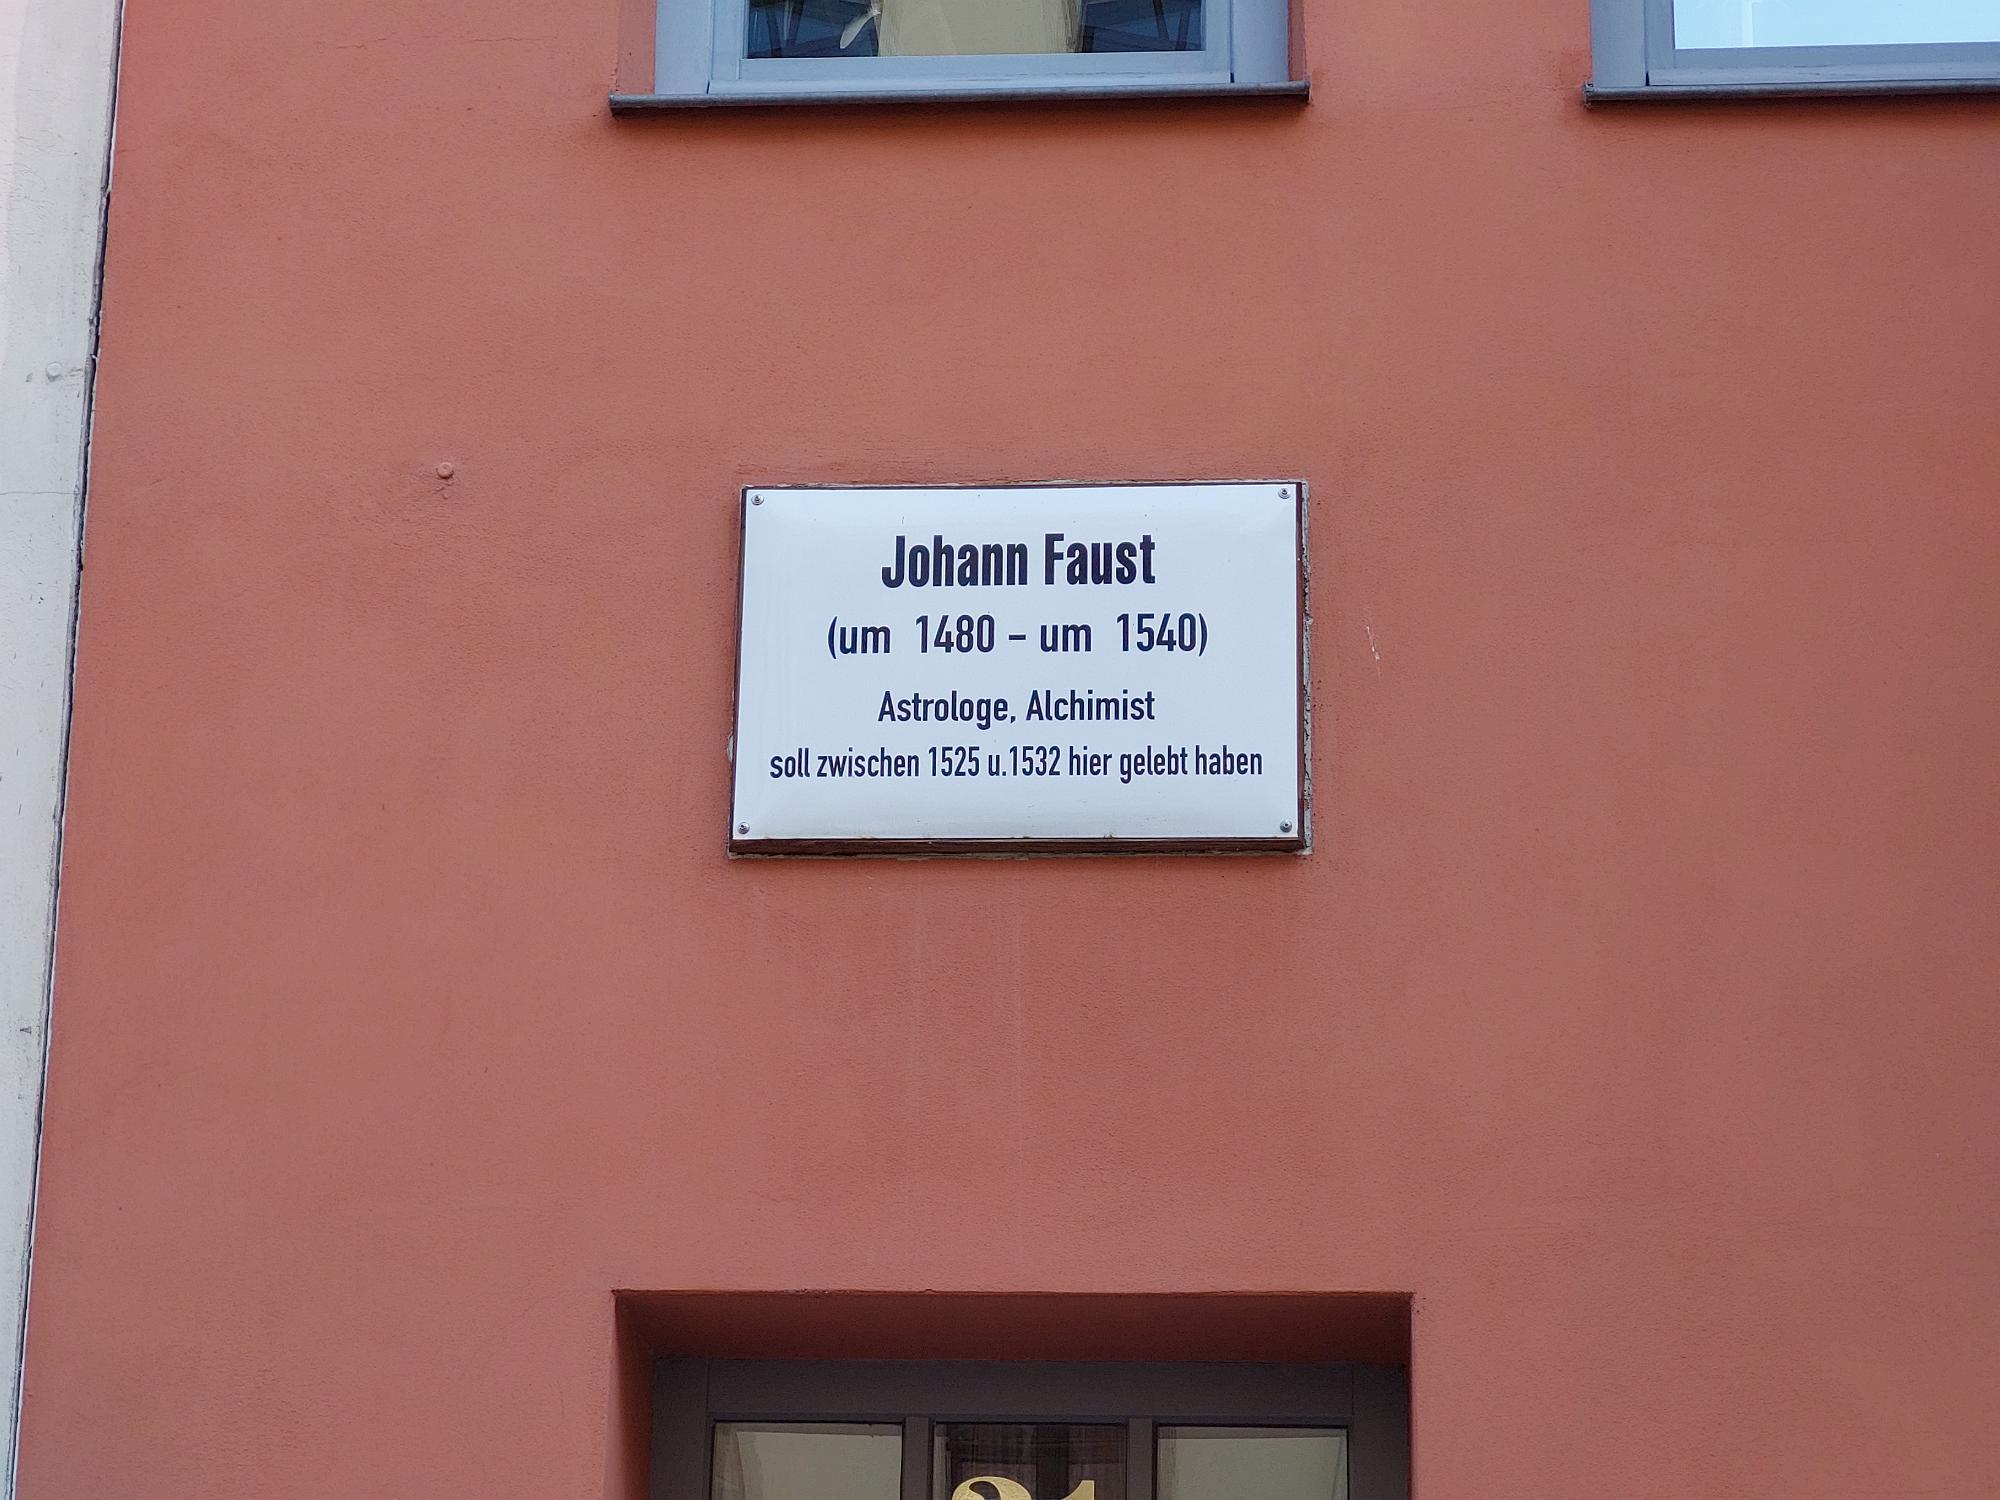 Johann Faust
(um 1480 – um 1540)
Astrologe, Alchimist
soll zwischen 1525 u.1532 hier gelebt haben